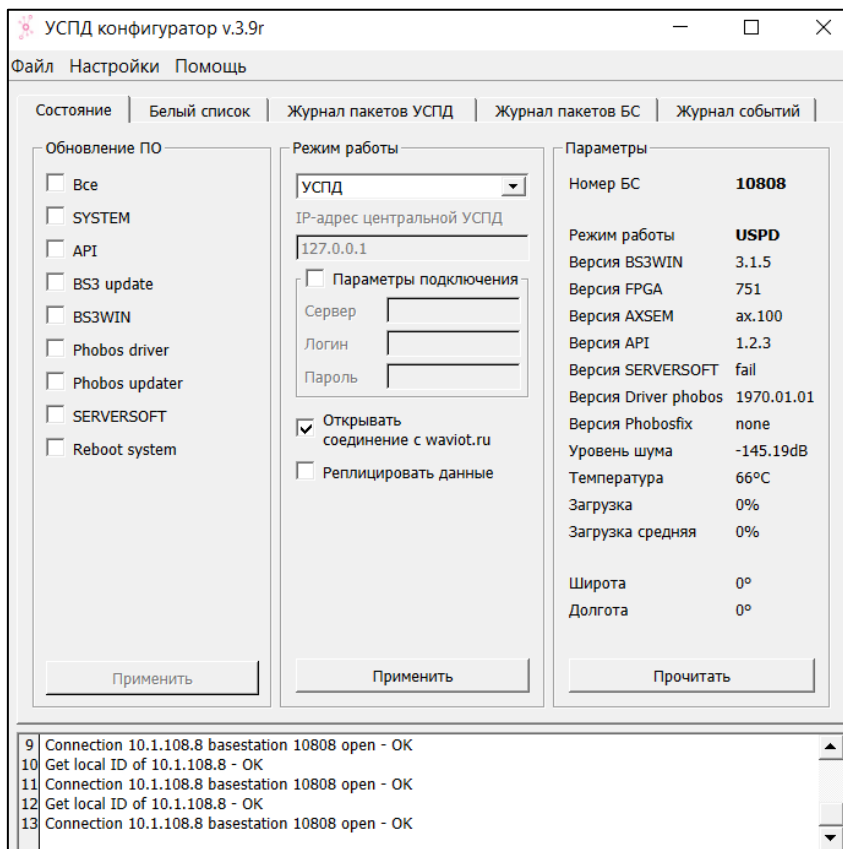 УСПД конфигуратор v.3.9r
Файл Настройки Помощь
Состояние Белый список Журнал пакетов УСПД Журнал пакетов БС Журнал событий
Обновление ПО
Все
SYSTEM
API
BS3 update
BS3WIN
Phobos driver
Phobos updater
SERVERSOFT
Reboot system
Применить
Режим работы
УСПД
IP-адрес центральной УСПД
127.0.0.1
Параметры подключения
Сервер
Логин
Пароль
Открывать
соединение с waviot.ru
Реплицировать данные
Применить
Параметры
Номер БС 10808
Режим работы USPD
Версия BS3WIN 3.1.5
Версия FPGA 751
Версия AXSEM ax.100
Версия API 1.2.3
Версия SERVERSOFT fail
Версия Driver phobos 1970.01.01
Версия Phobosfix none
Уровень шума -145.19dB
Температура 66°C
Загрузка 0%
Загрузка средняя 0%
Широта 0°
Долгота 0°
Прочитать
9 Connection 10.1.108.8 basestation 10808 open - OK
10 Get local ID of 10.1.108.8 - OK
11 Connection 10.1.108.8 basestation 10808 open - OK
12 Get local ID of 10.1.108.8 - OK
13 Connection 10.1.108.8 basestation 10808 open - OK